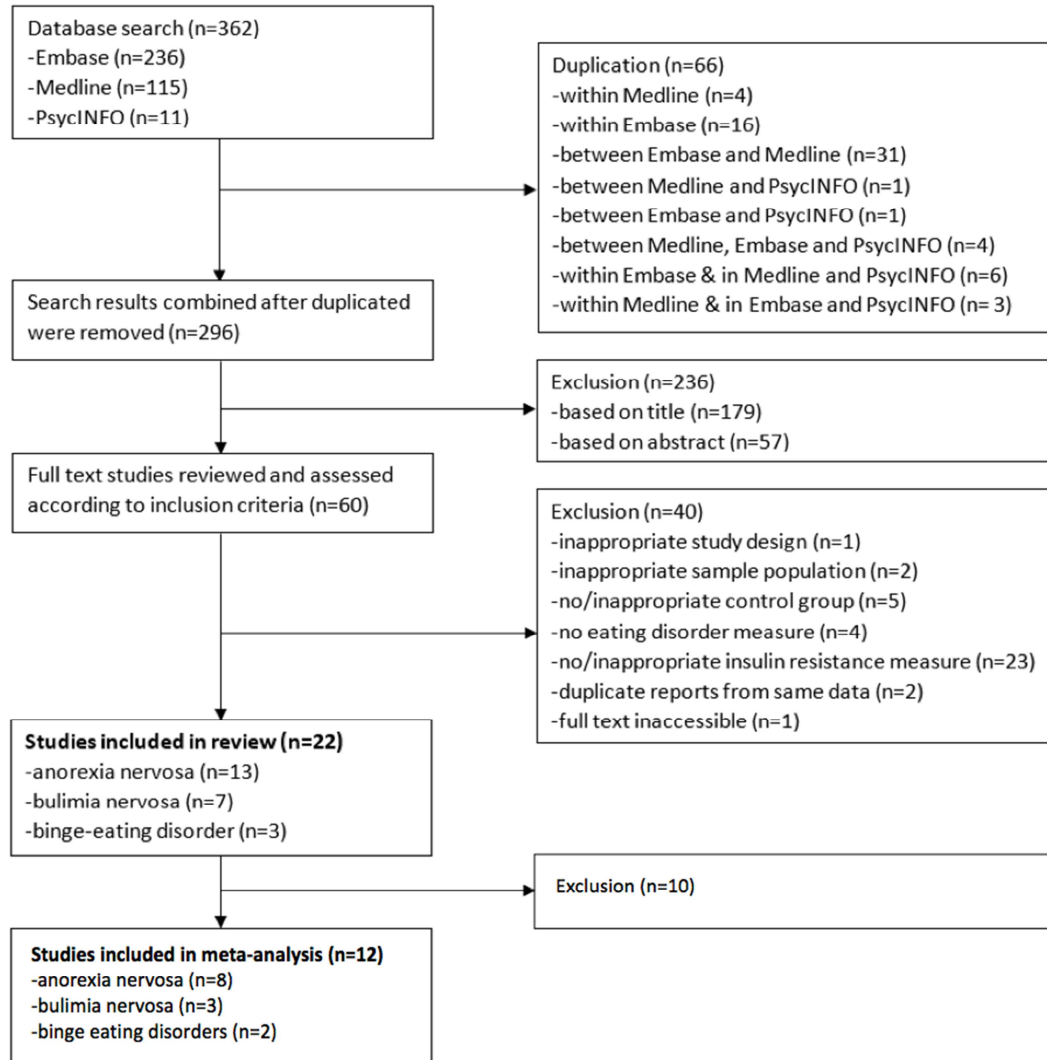 Database search (n=362)
-Embase (n=236)
-Medline (n=115)
-PsycINFO (n=11)
Duplication (n=66)
-within Medline (n=4)
-within Embase (n=16)
-between Embase and Medline (n=31)
-between Medline and PsycINFO (n=1)
-between Embase and PsycINFO (n=1)
-between Medline, Embase and PsycINFO (n=4)
-within Embase & in Medline and PsycINFO (n=6)
-within Medline & in Embase and PsycINFO (n= 3)
Search results combined after duplicated
were removed (n=296)
Exclusion (n=236)
-based on title (n=179)
-based on abstract (n=57)
Full text studies reviewed and assessed
according to inclusion criteria (n=60)
Exclusion (n=40)
-inappropriate study design (n=1)
-inappropriate sample population (n=2)
-no/inappropriate control group (n=5)
-no eating disorder measure (n=4)
-no/inappropriate insulin resistance measure (n=23)
-duplicate reports from same data (n=2)
-full text inaccessible (n=1)
Studies included in review (n=22)
-anorexia nervosa (n=13)
-bulimia nervosa (n=7)
-binge-eating disorder (n=3)
Exclusion (n=10)
Studies included in meta-analysis (n=12)
-anorexia nervosa (n=8)
-bulimia nervosa (n=3)
-binge eating disorders (n=2)